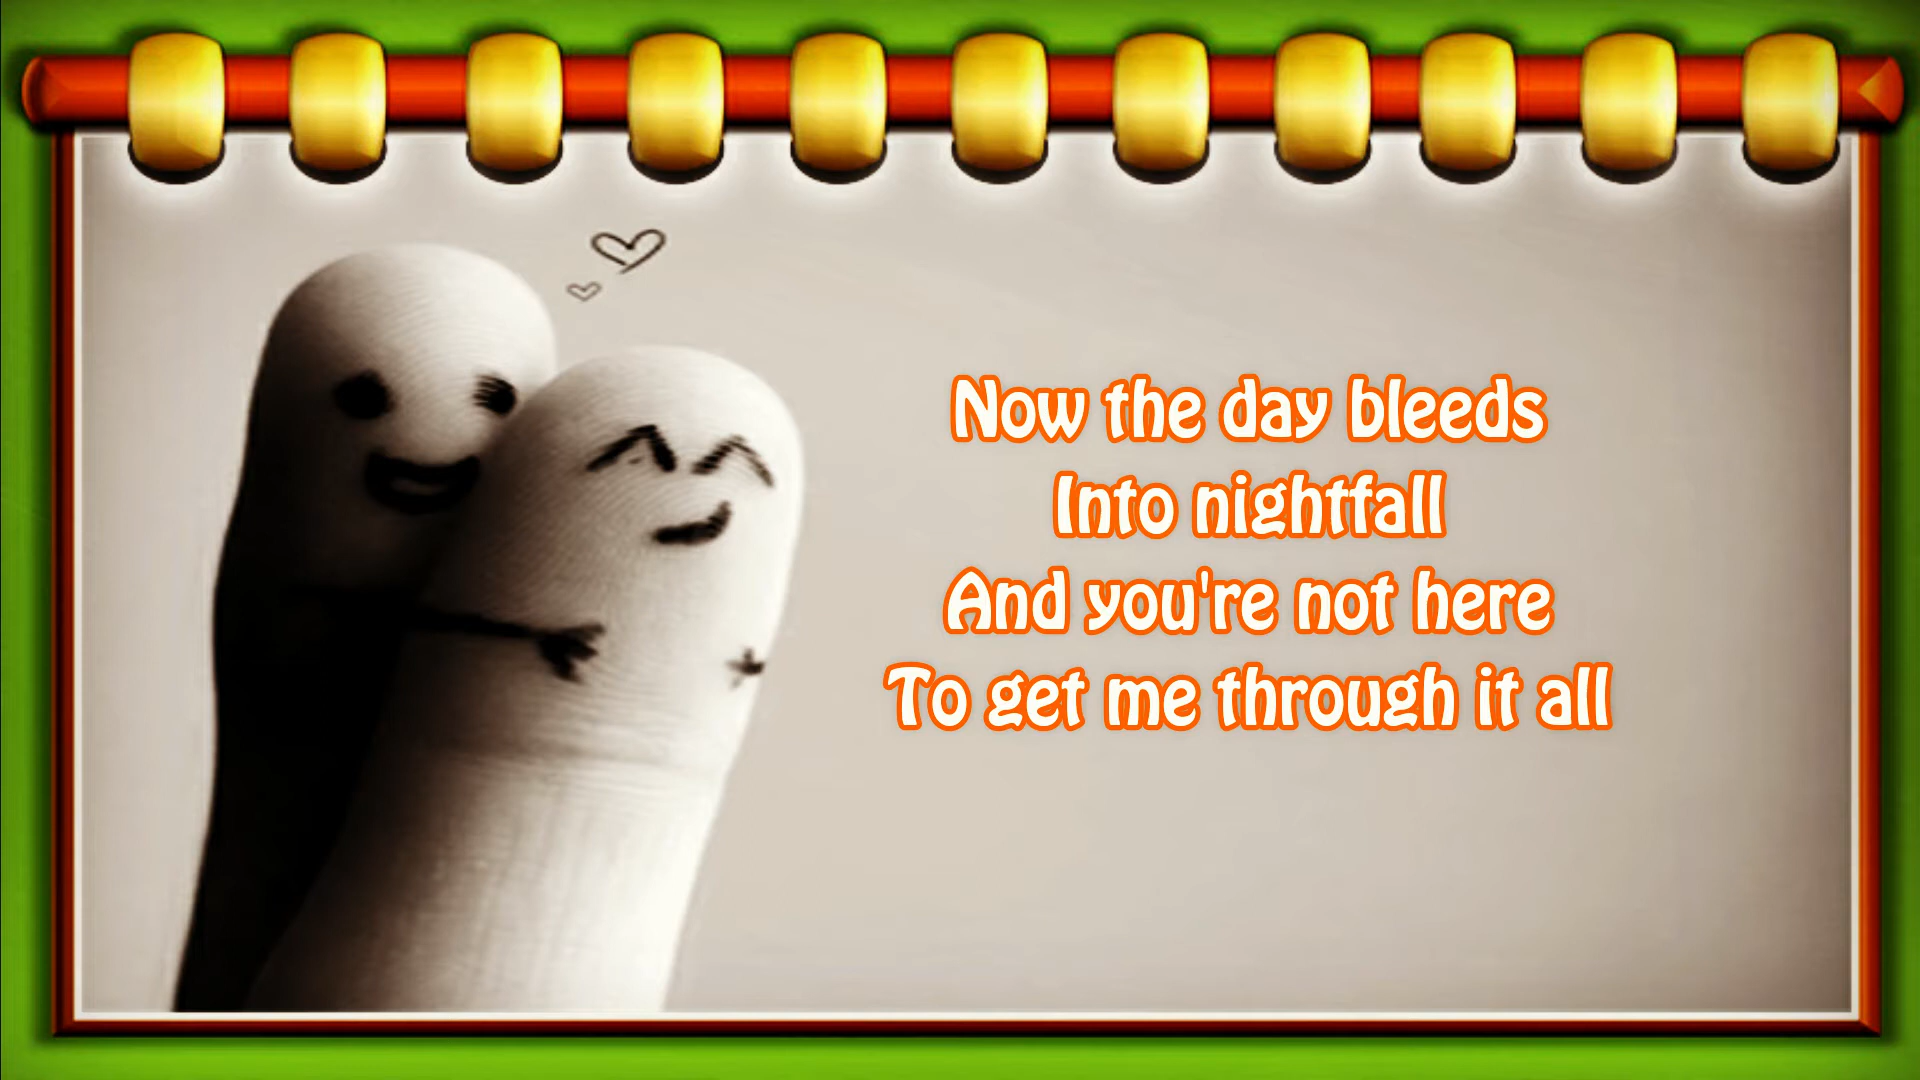 Now the day bleeds
Into nightfall
And you're not here
To get me through it all